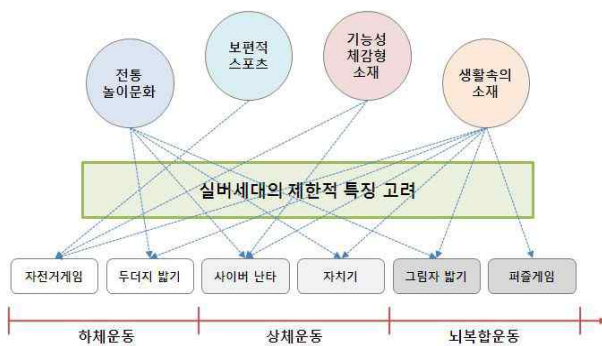 전통
놀이문화
보편적
스포츠
기능성
체감형
소재
생활속의
소재
실버세대의 제한적 특징 고려
자전거게임
두더지 밟기
사이버 난타
자치기
그림자 밟기
퍼즐게임
하체운동
상체운동
뇌복합운동